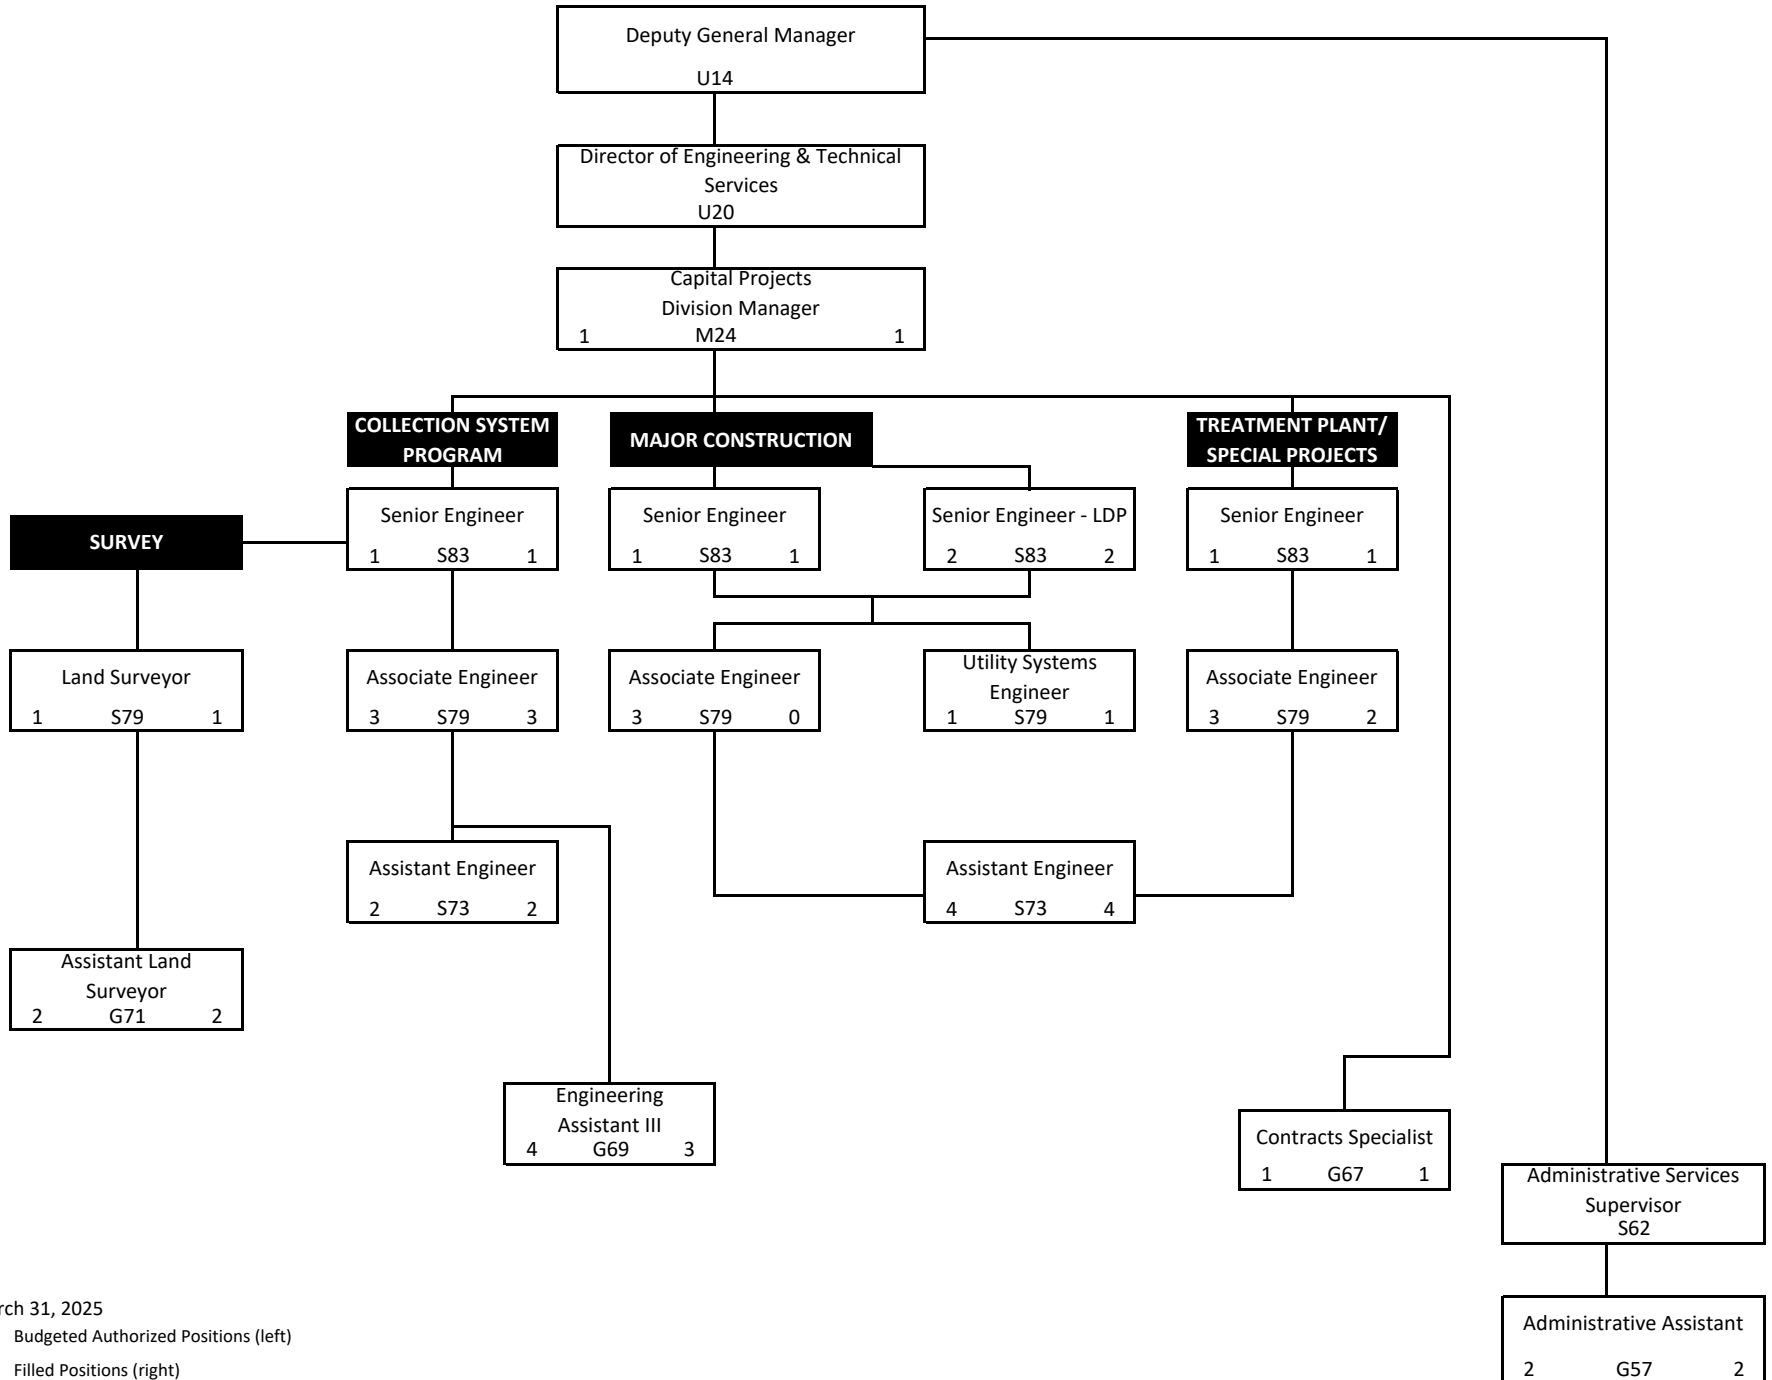 Deputy General Manager
U14
Director of Engineering & Technical
Services
U20
Capital Projects
Division Manager
1 M24 1
COLLECTION SYSTEM
PROGRAM
MAJOR CONSTRUCTION
TREATMENT PLANT/
SPECIAL PROJECTS
SURVEY
Senior Engineer
1 S83 1
Senior Engineer
1 S83 1
Senior Engineer - LDP
2 S83 2
Senior Engineer
1 S83 1
Land Surveyor
1 S79 1
Associate Engineer
3 S79 3
Associate Engineer
3 S79 0
Utility Systems
Engineer
1 S79 1
Associate Engineer
3 S79 2
Assistant Engineer
2 S73 2
Assistant Engineer
4 S73 4
Assistant Land
Surveyor
2 G71 2
Engineering
Assistant III
4 G69 3
Contracts Specialist
1 G67 1
Administrative Services
Supervisor
S62
Administrative Assistant
2 G57 2
rch 31, 2025
Budgeted Authorized Positions (left)
Filled Positions (right)